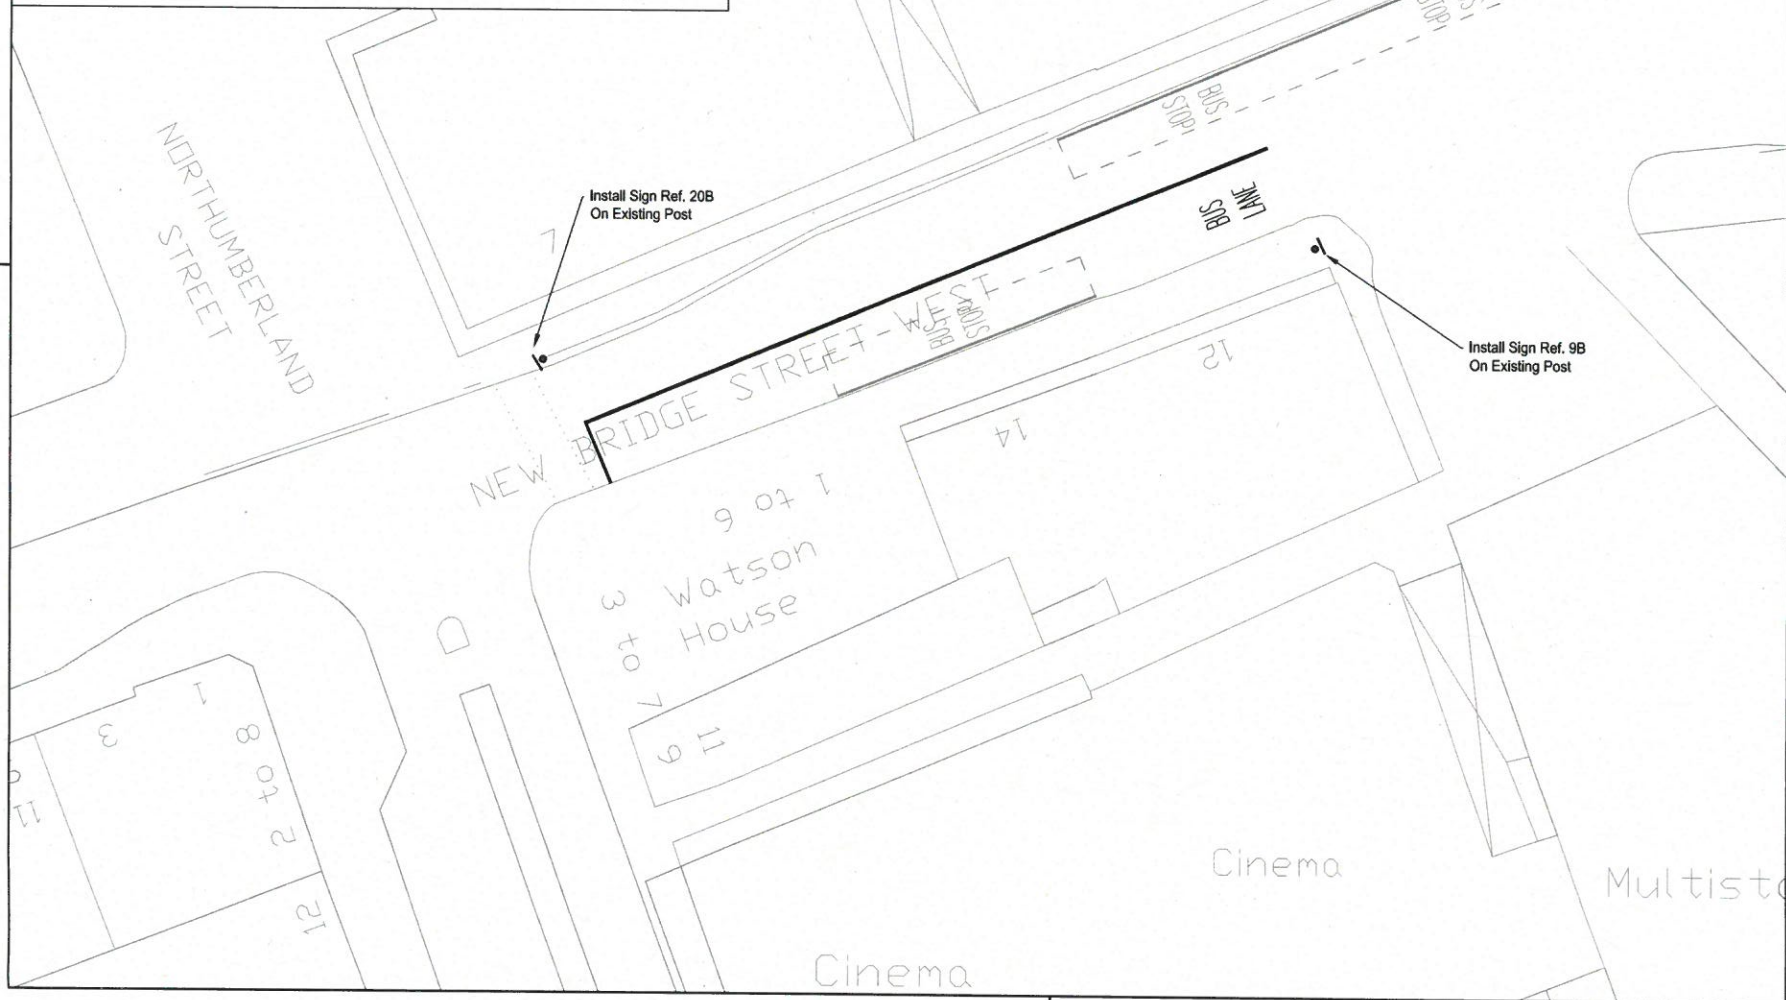 STOP
BUS
STOP
NORTHUMBERLAND
STREET
Install Sign Ref. 20B
On Existing Post
7
BUS
LANE
Install Sign Ref. 9B
On Existing Post
NEW BRIDGE STREET WEST
BUS
STOP
12
14
1 to 6
Watson
House
3 to 7
9
11
1
3
8 to 2
11
12
Cinema
Cinema